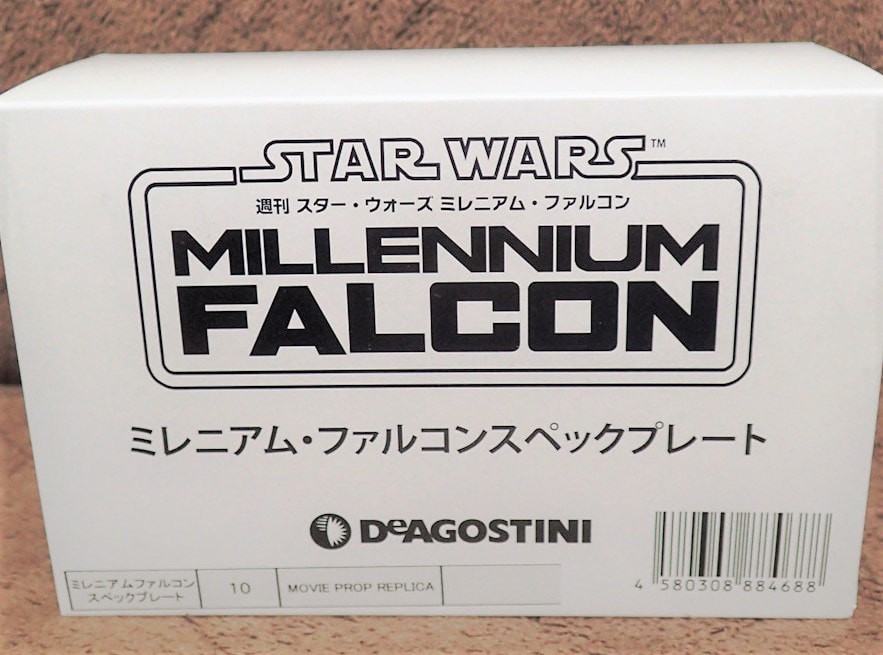 STAR WARS™
週刊 スター・ウォーズ ミレニアム・ファルコン
MILLENNIUM
FALCON
ミレニアム・ファルコンスペックプレート
DeAGOSTINI
ミレニアムファルコン
スペックプレート
10
MOVIE PROP REPLICA
4 580308 884688